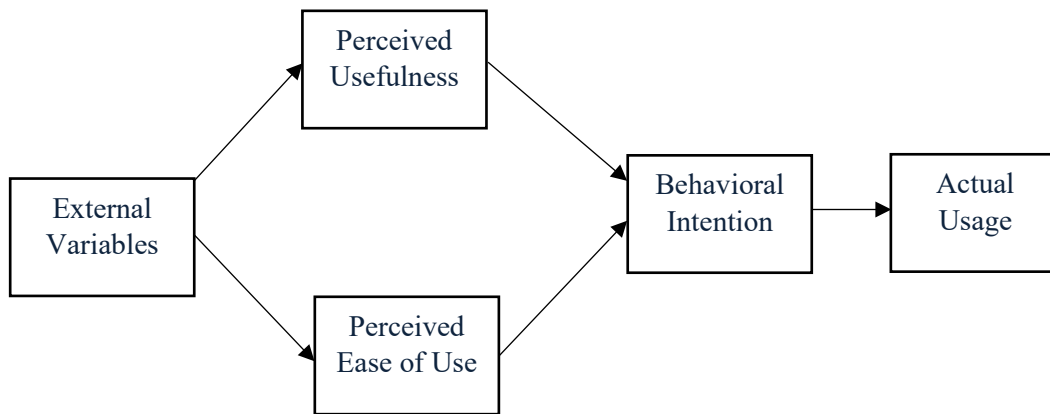 Perceived
Usefulness
External
Variables
Perceived
Ease of Use
Behavioral
Intention
Actual
Usage